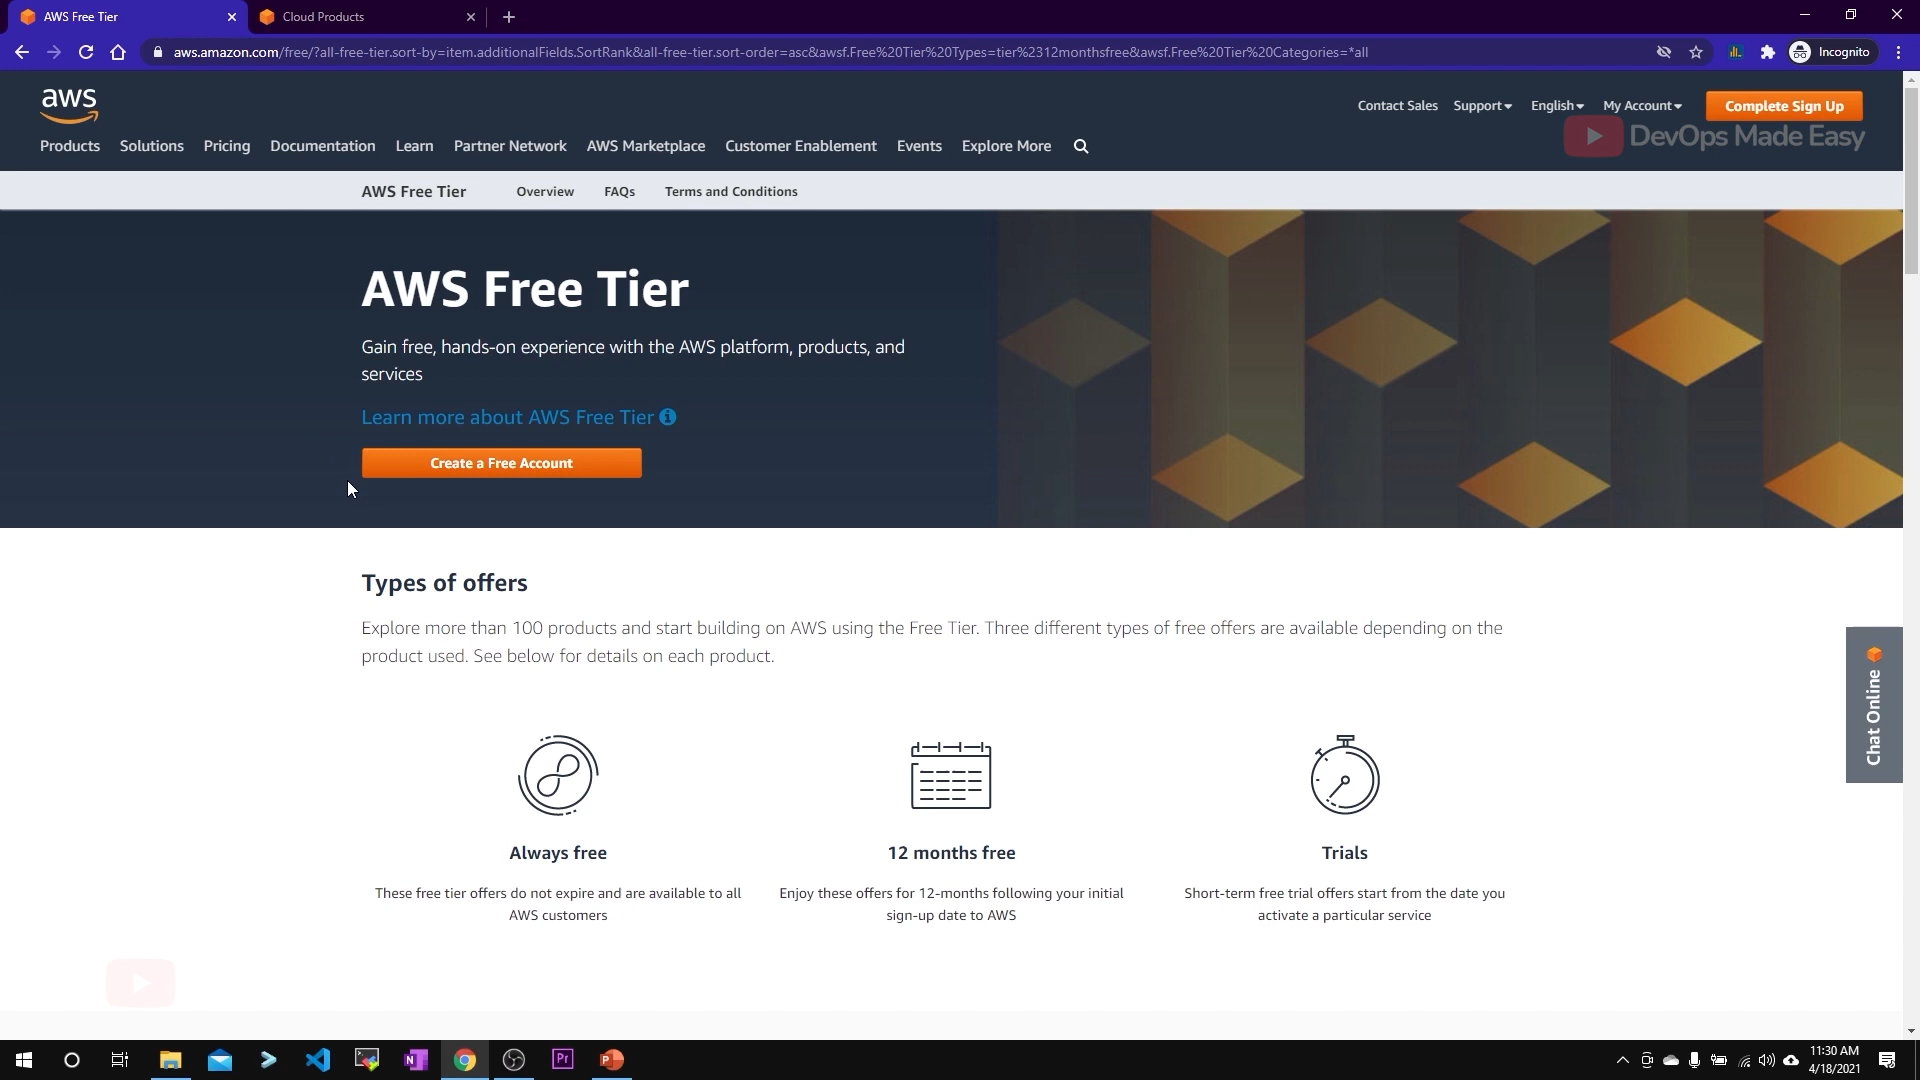 AWS Free Tier
Cloud Products
aws.amazon.com/free/?all-free-tier.sort-by=item.additionalFields.SortRank&all-free-tier.sort-order=asc&awsf.Free%20Tier%20Types=tier%2312monthsfree&awsf.Free%20Tier%20Categories=*all
Incognito
aws
Contact Sales Support English My Account Complete Sign Up
DevOps Made Easy
Products Solutions Pricing Documentation Learn Partner Network AWS Marketplace Customer Enablement Events Explore More
AWS Free Tier Overview FAQs Terms and Conditions
AWS Free Tier
Gain free, hands-on experience with the AWS platform, products, and
services
Learn more about AWS Free Tier
Create a Free Account
Types of offers
Explore more than 100 products and start building on AWS using the Free Tier. Three different types of free offers are available depending on the
product used. See below for details on each product.
Chat Online
Always free
These free tier offers do not expire and are available to all
AWS customers
12 months free
Enjoy these offers for 12-months following your initial
sign-up date to AWS
Trials
Short-term free trial offers start from the date you
activate a particular service
N
Pr
P
11:30 AM
4/18/2021